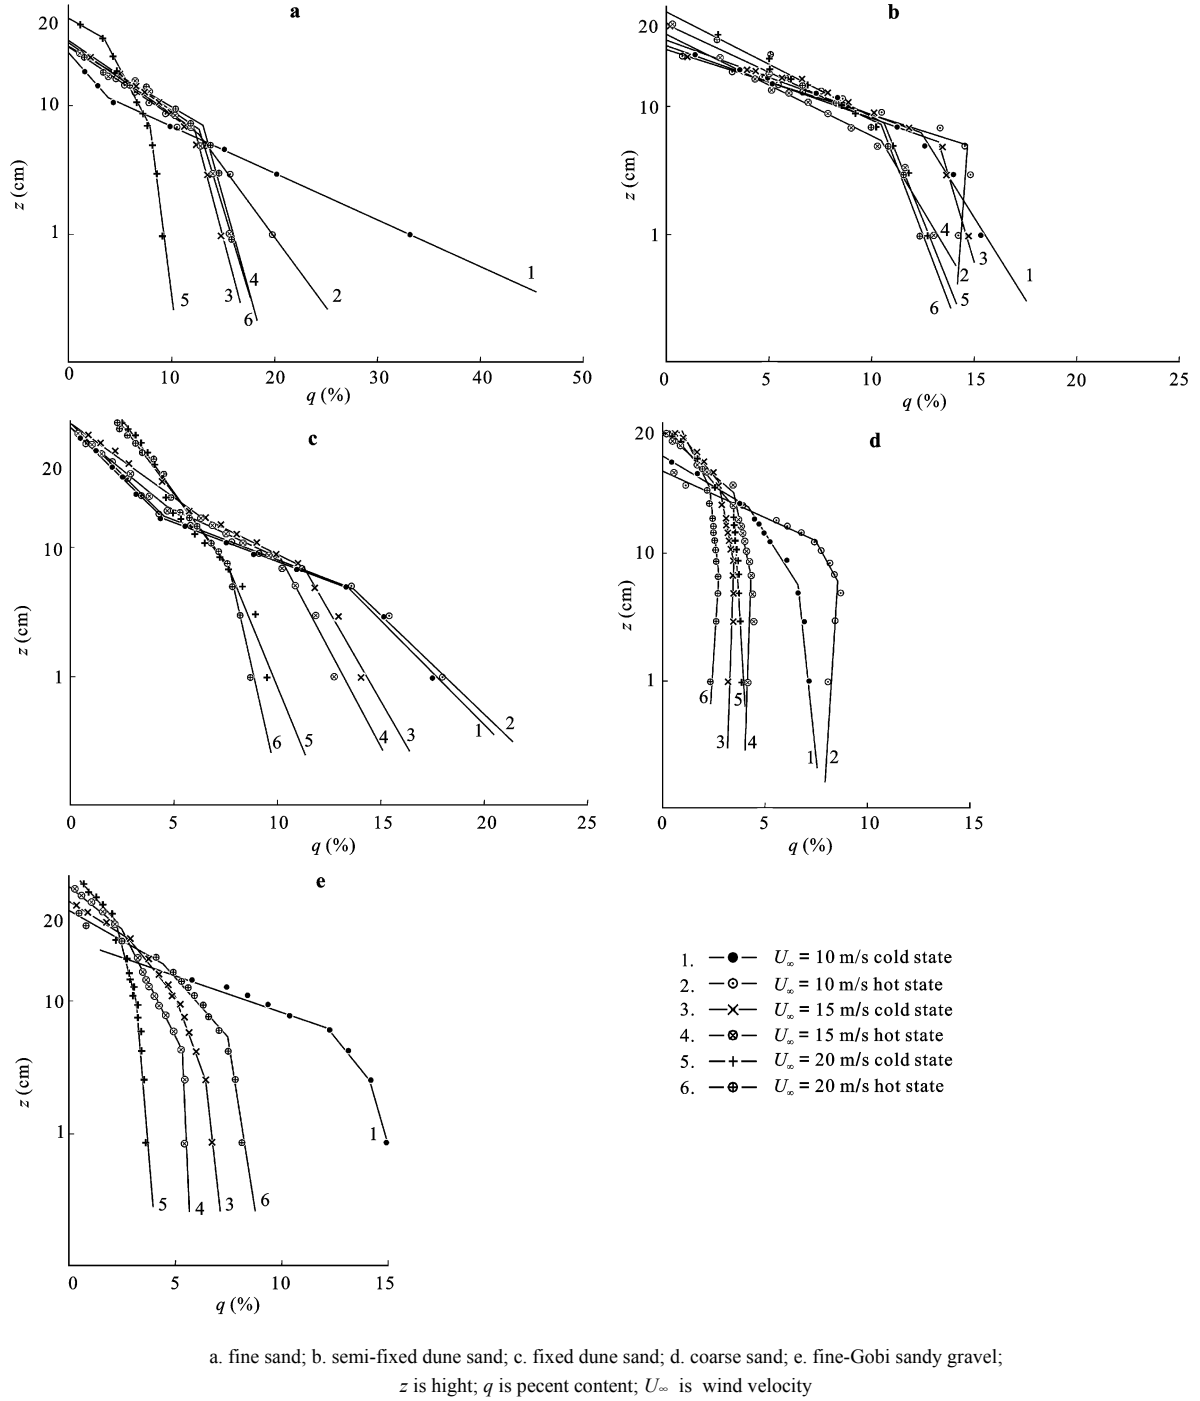 a
20
10
1
z (cm)
0 10 20 30 40 50
q (%)
1
2
3
4
5
6
b
20
10
1
z (cm)
0 5 10 15 20 25
q (%)
1
2
3
4
5
6
c
20
10
1
z (cm)
0 5 10 15 20 25
q (%)
1
2
3
4
5
6
d
20
10
1
z (cm)
0 5 10 15
q (%)
1
2
3
4
5
6
e
20
10
1
z (cm)
0 5 10 15
q (%)
1
3
4
5
6
1. U∞ = 10 m/s cold state
2. U∞ = 10 m/s hot state
3. U∞ = 15 m/s cold state
4. U∞ = 15 m/s hot state
5. U∞ = 20 m/s cold state
6. U∞ = 20 m/s hot state
a. fine sand; b. semi-fixed dune sand; c. fixed dune sand; d. coarse sand; e. fine-Gobi sandy gravel;
z is hight; q is pecent content; U∞ is wind velocity